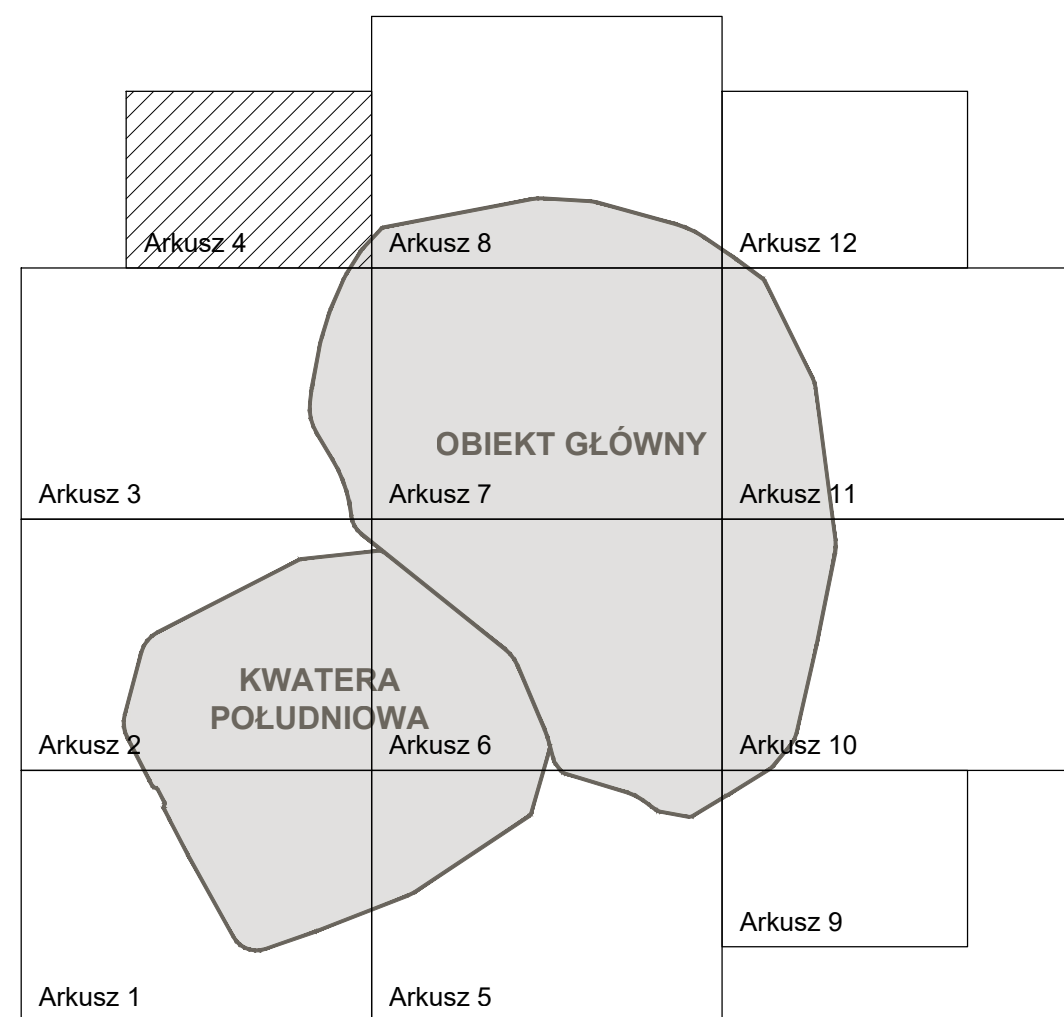 Arkusz 4
Arkusz 8
Arkusz 12
OBIEKT GŁÓWNY
Arkusz 3
Arkusz 7
Arkusz 11
KWATERA
POŁUDNIOWA
Arkusz 2
Arkusz 6
Arkusz 10
Arkusz 9
Arkusz 1
Arkusz 5